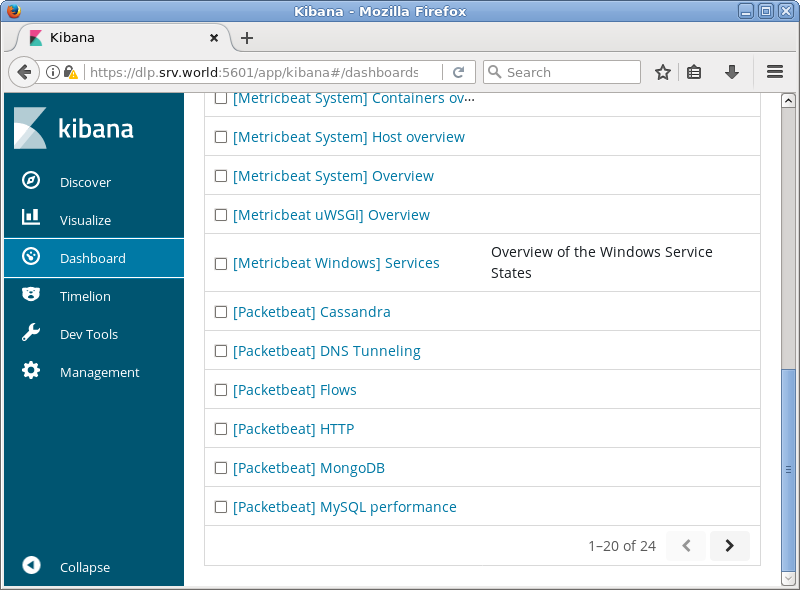 Kibana - Mozilla Firefox
Kibana
https://dlp.srv.world:5601/app/kibana#/dashboards
Search
kibana
Discover
Visualize
Dashboard
Timelion
Dev Tools
Management
Collapse
[Metricbeat System] Containers ov...
[Metricbeat System] Host overview
[Metricbeat System] Overview
[Metricbeat uWSGI] Overview
[Metricbeat Windows] Services
Overview of the Windows Service
States
[Packetbeat] Cassandra
[Packetbeat] DNS Tunneling
[Packetbeat] Flows
[Packetbeat] HTTP
[Packetbeat] MongoDB
[Packetbeat] MySQL performance
1–20 of 24